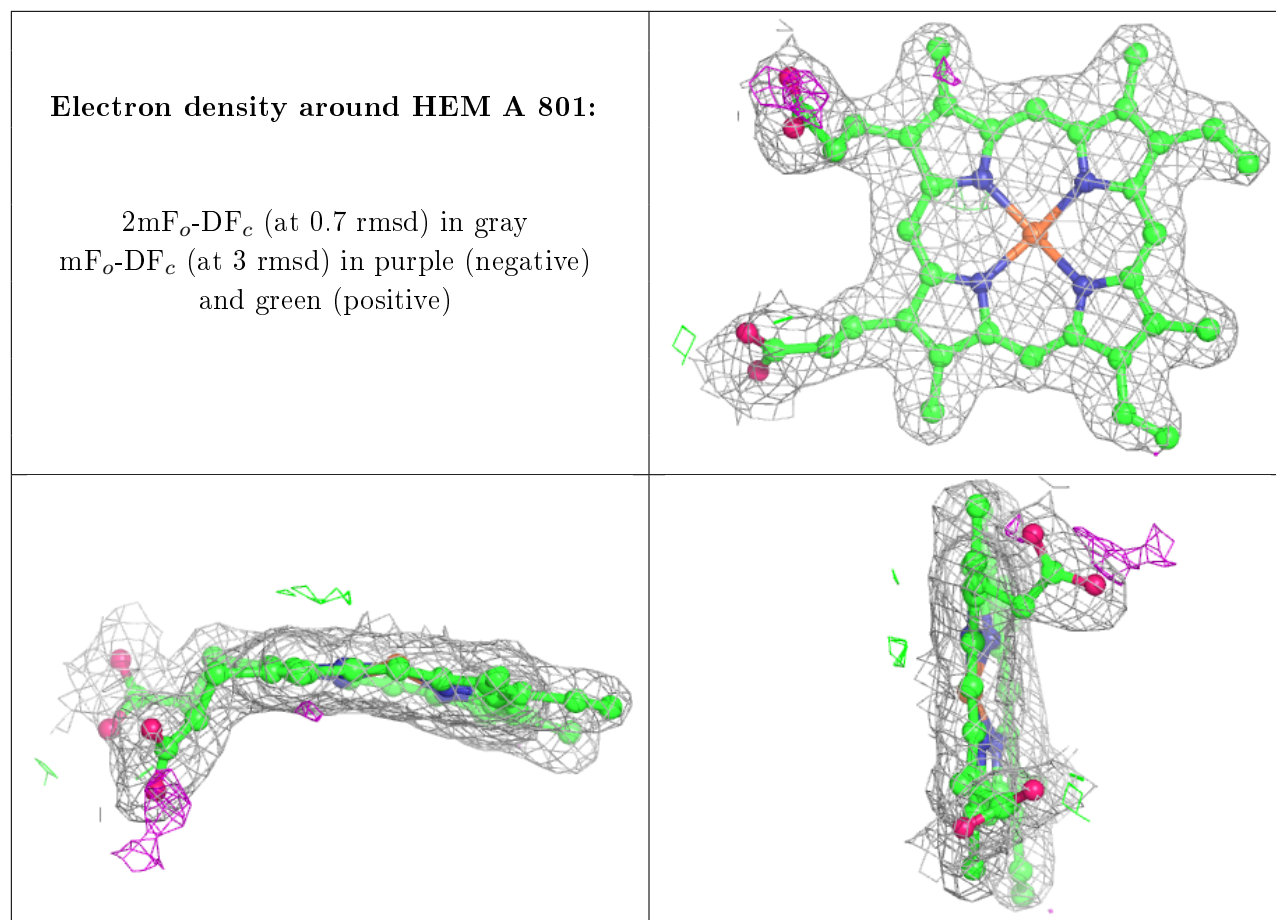 Electron density around HEM A 801:
2mFₒ-DF𝒸 (at 0.7 rmsd) in gray
mFₒ-DF𝒸 (at 3 rmsd) in purple (negative)
and green (positive)